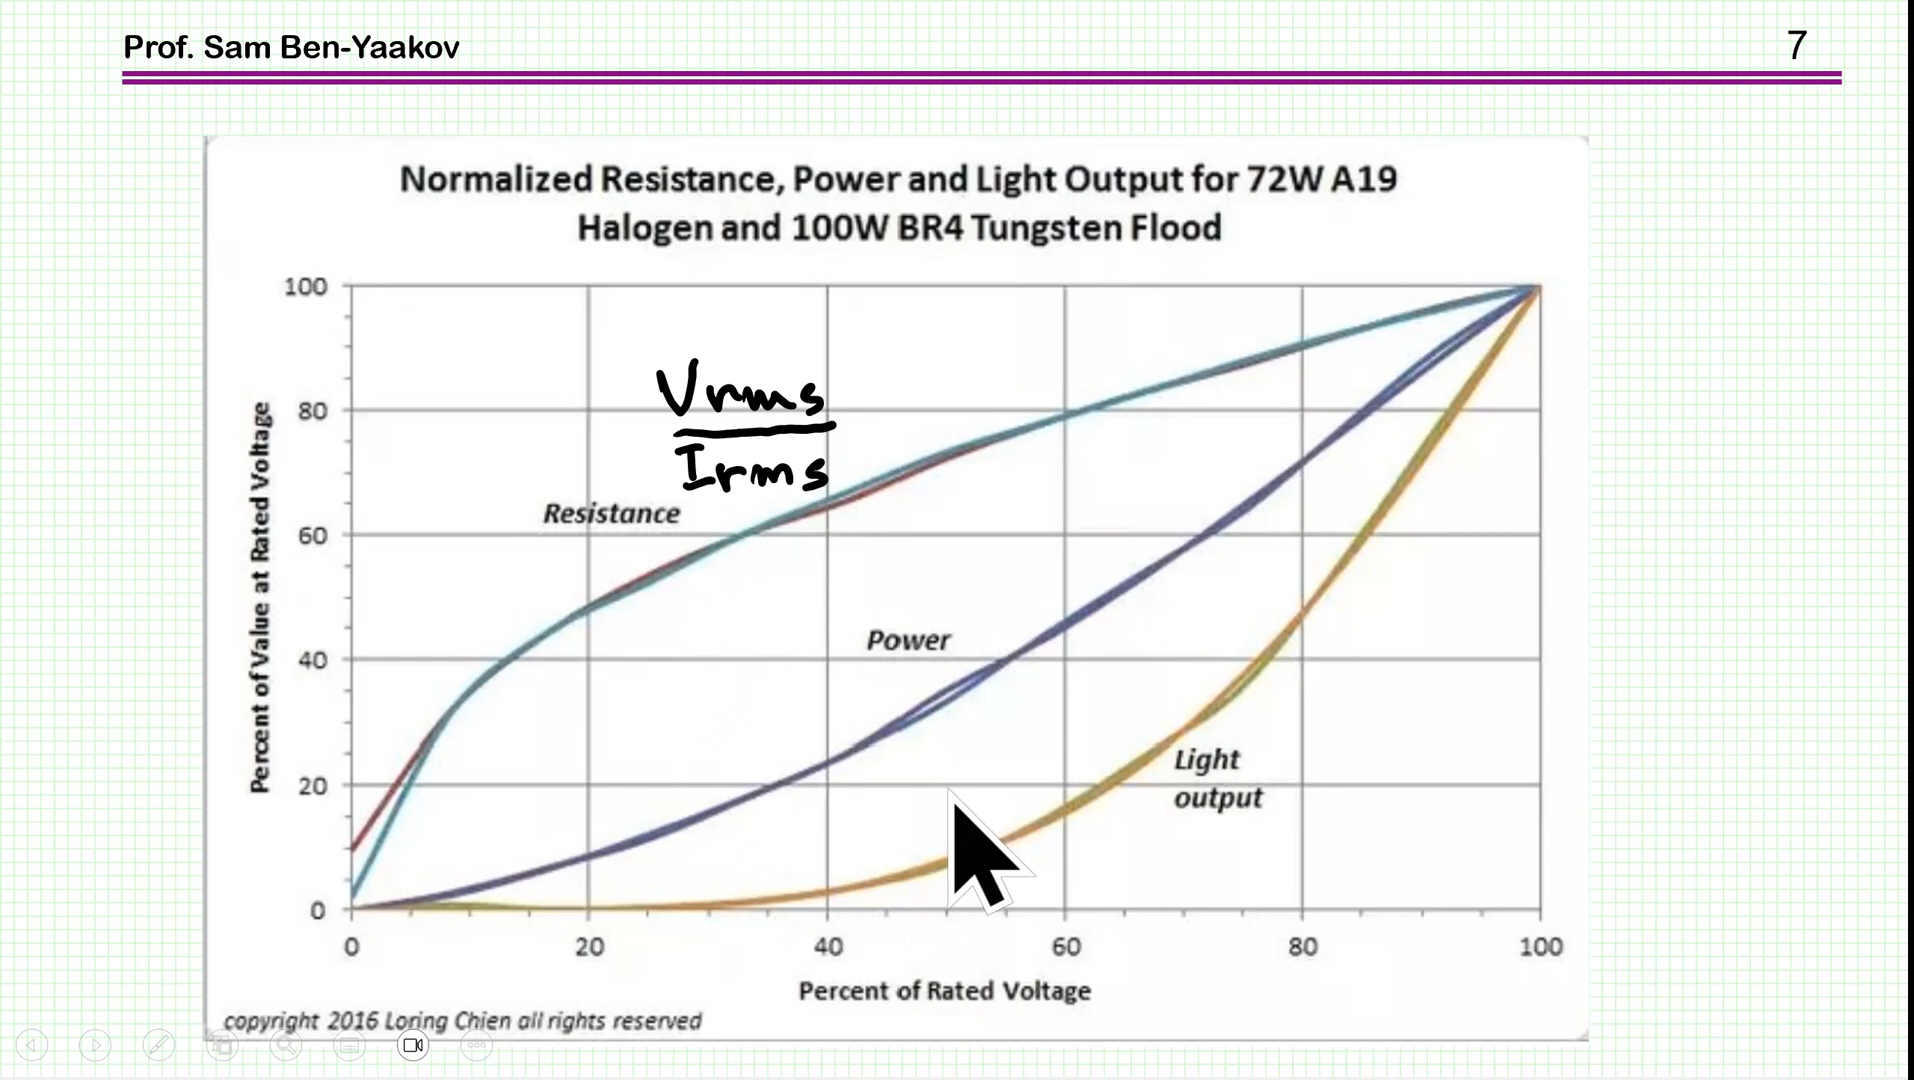 Prof. Sam Ben-Yaakov
7
Normalized Resistance, Power and Light Output for 72W A19
Halogen and 100W BR4 Tungsten Flood
Percent of Value at Rated Voltage
100
80
60
40
20
0
Vrms
Irms
Resistance
Power
Light
output
0 20 40 60 80 100
Percent of Rated Voltage
copyright 2016 Loring Chien all rights reserved